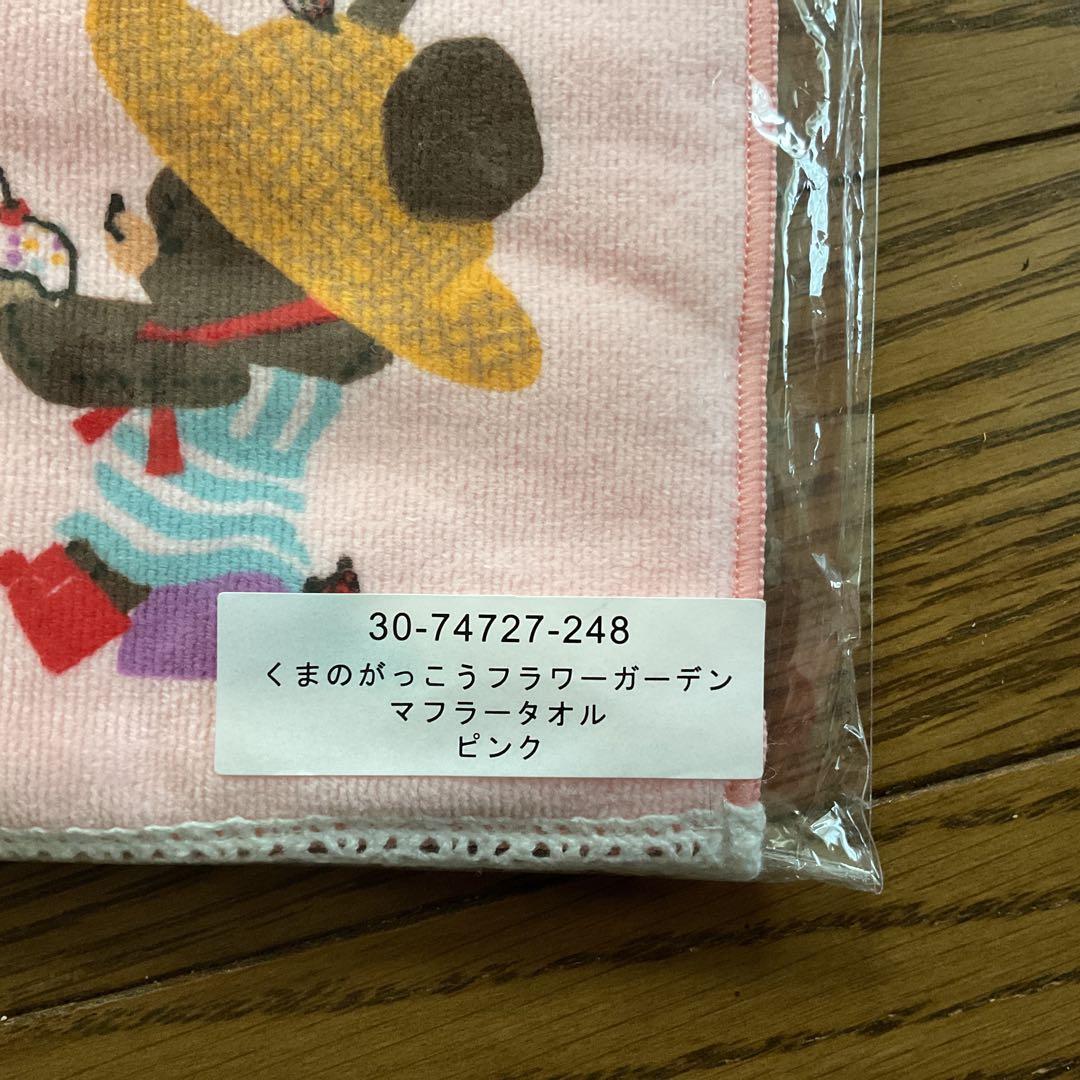 30-74727-248
くまのがっこうフラワーガーデン
マフラータオル
ピンク